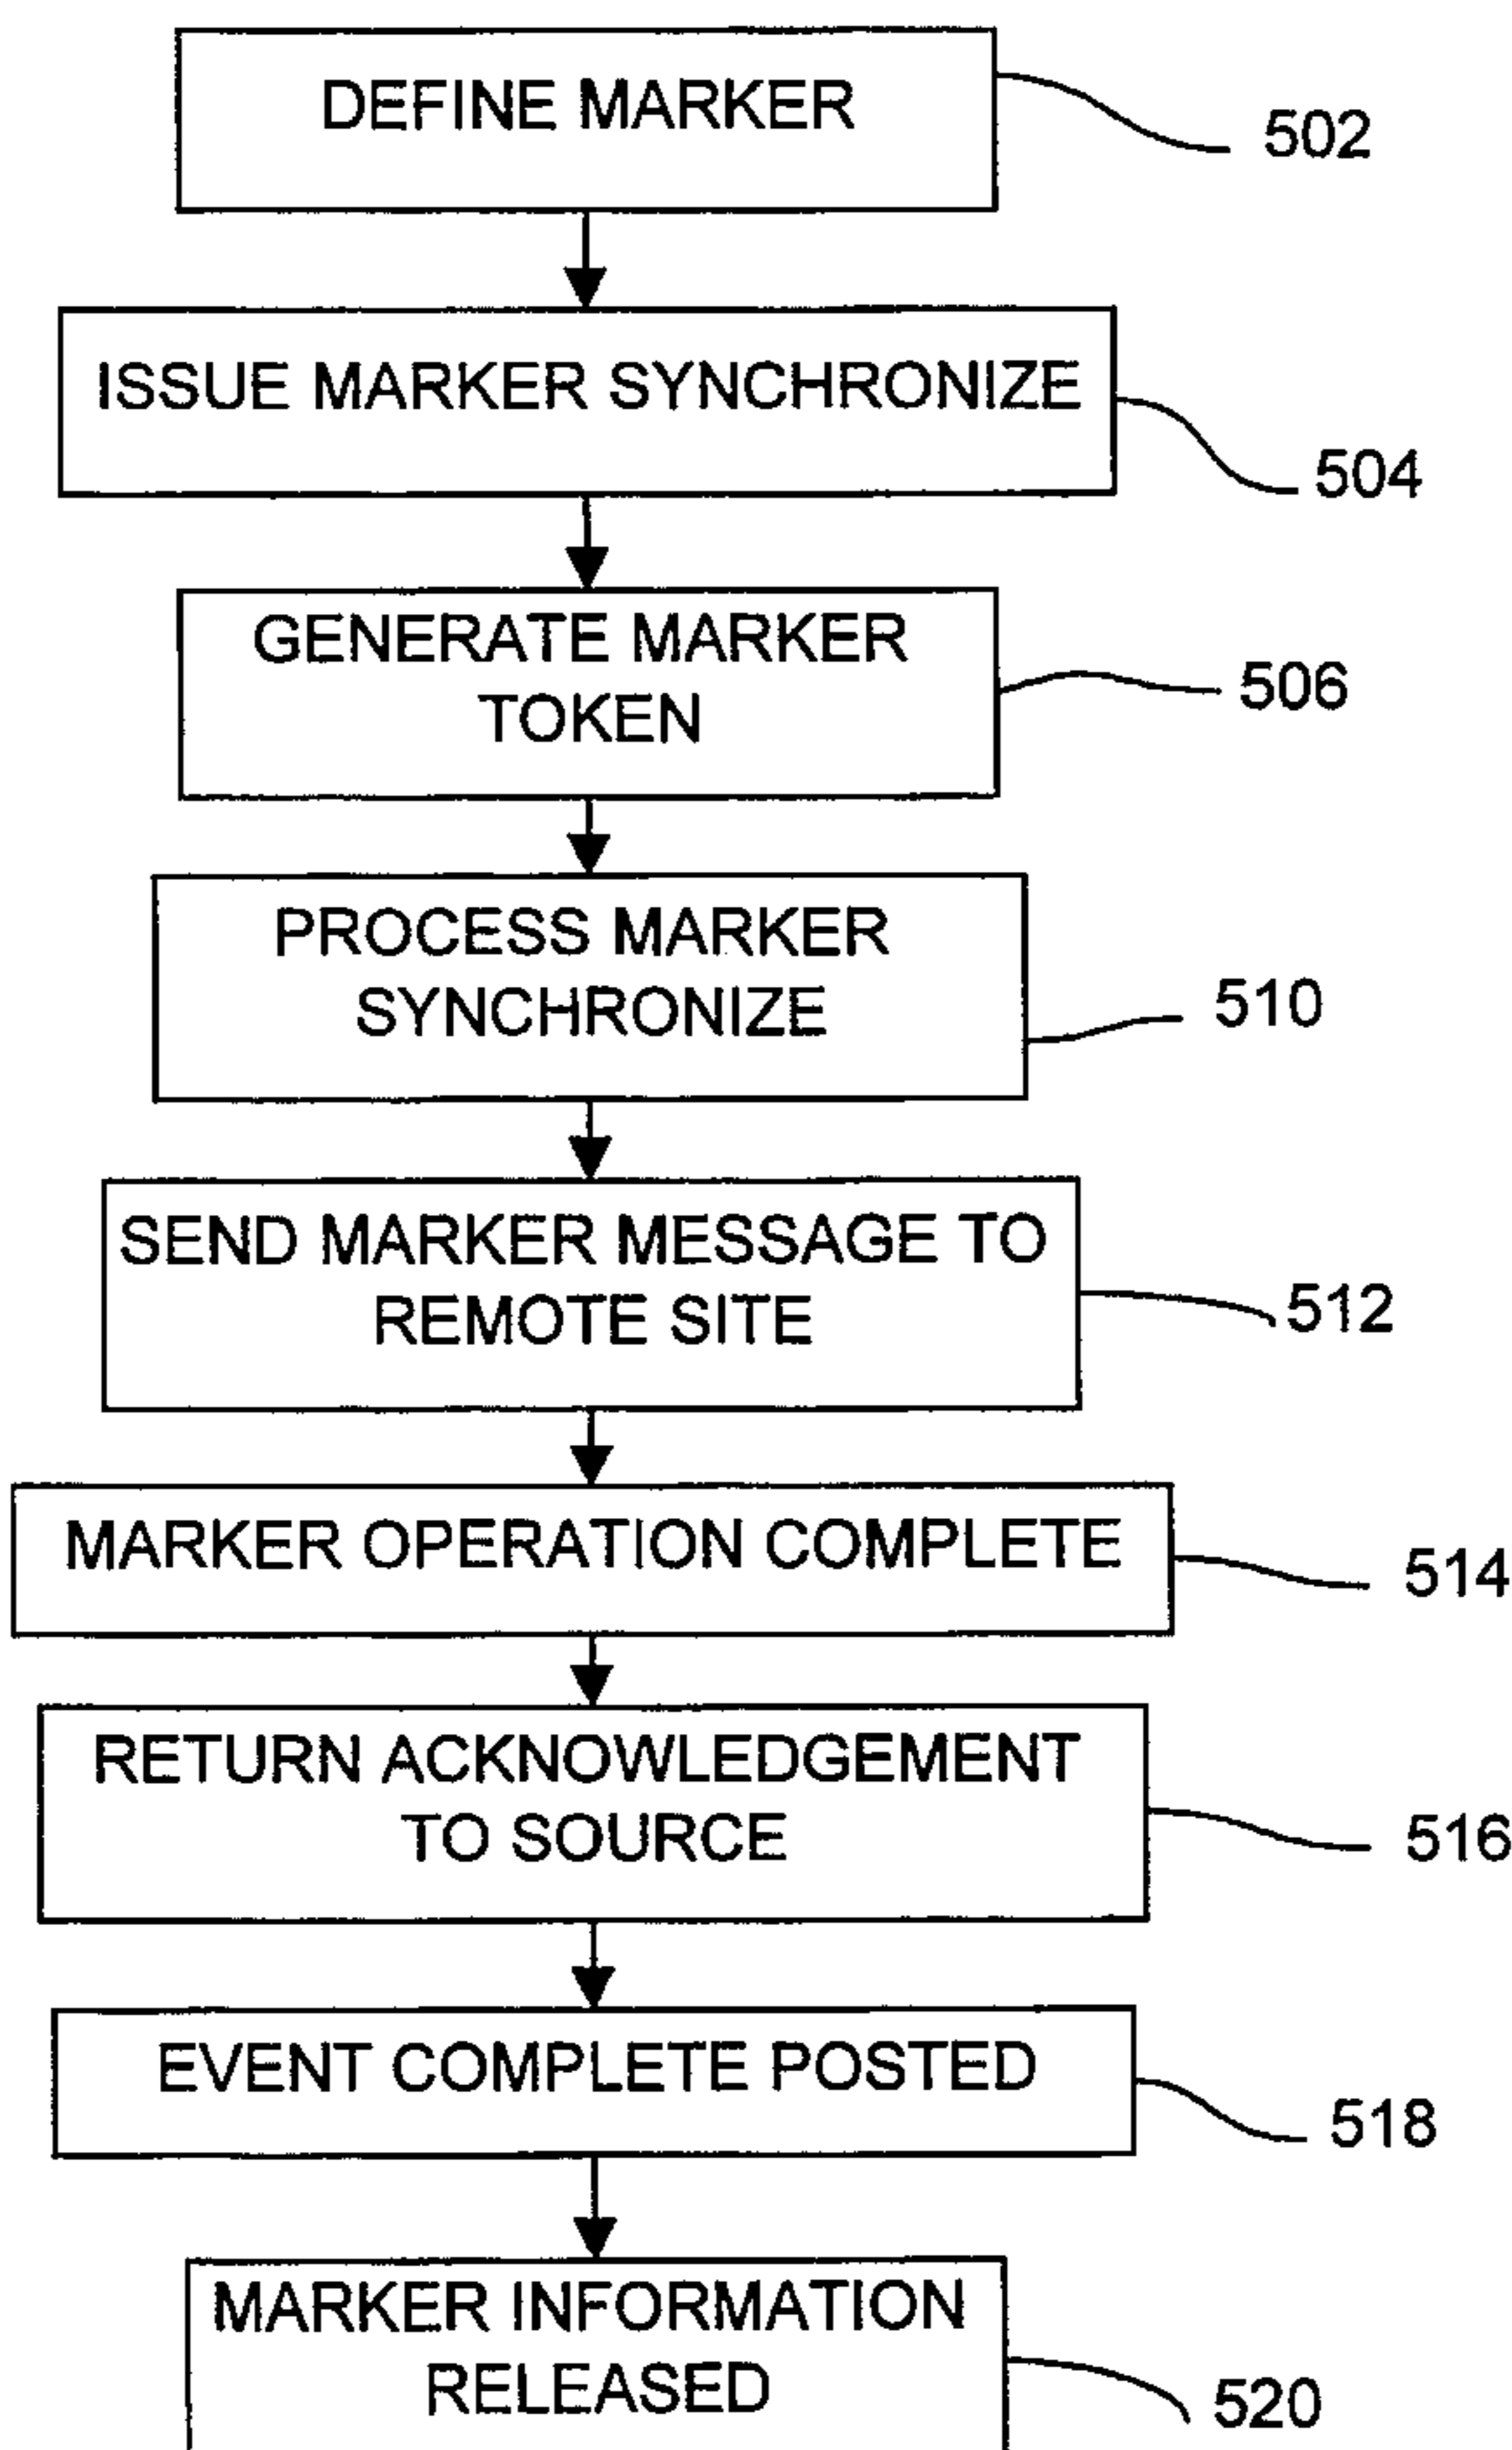 DEFINE MARKER
502
ISSUE MARKER SYNCHRONIZE
504
GENERATE MARKER
TOKEN
506
PROCESS MARKER
SYNCHRONIZE
510
SEND MARKER MESSAGE TO
REMOTE SITE
512
MARKER OPERATION COMPLETE
514
RETURN ACKNOWLEDGEMENT
TO SOURCE
516
EVENT COMPLETE POSTED
518
MARKER INFORMATION
RELEASED
520